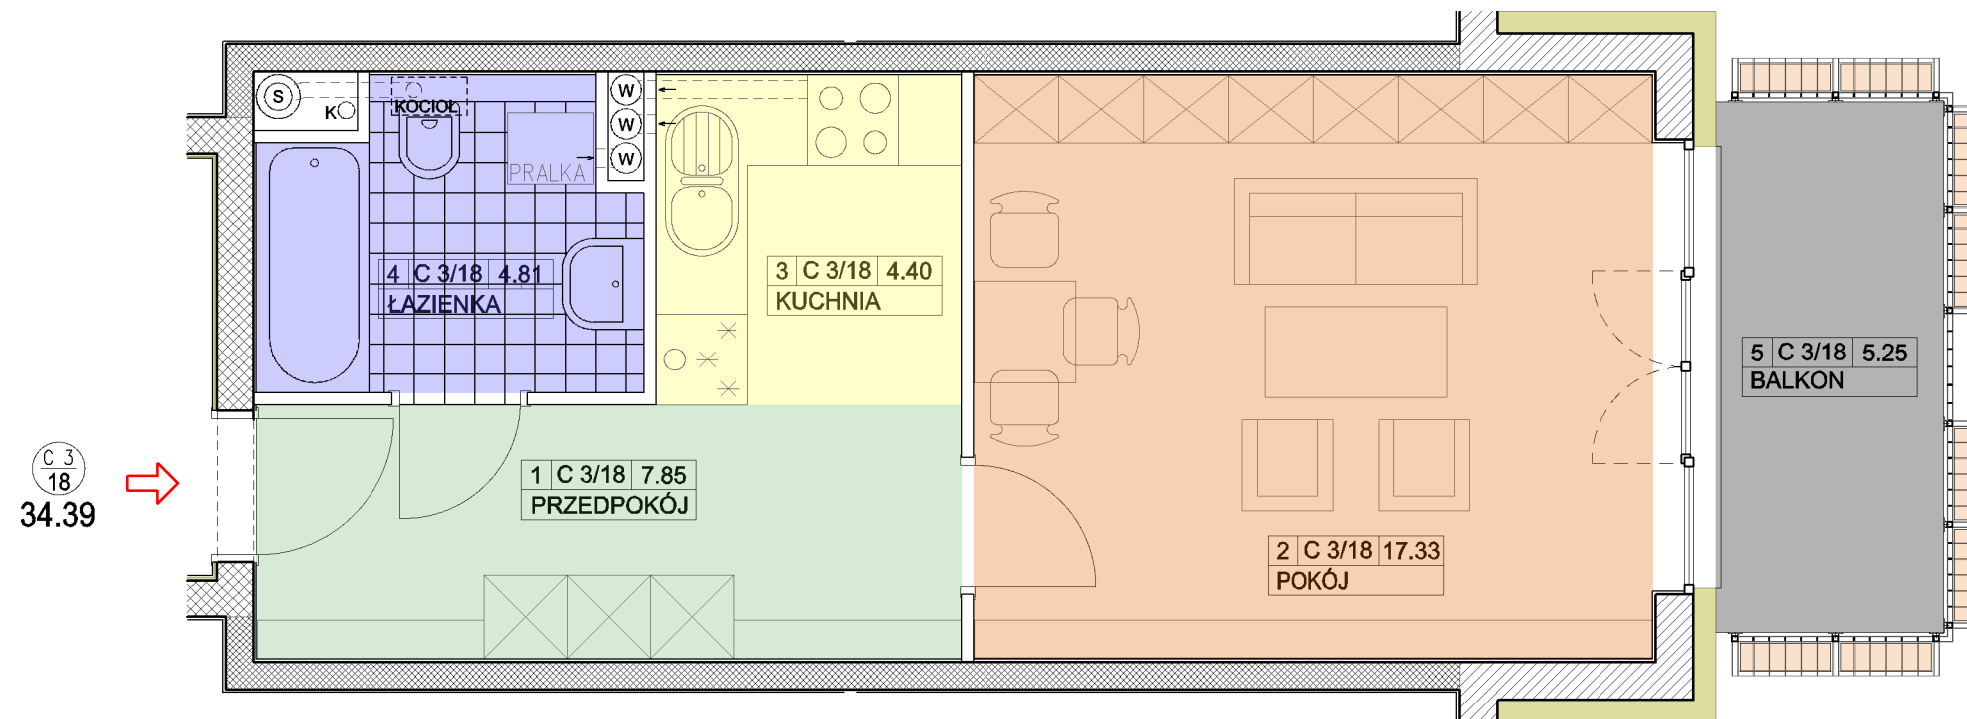 S
K
KOCIOŁ
W
W
W
PRALKA
4 C 3/18 4.81
ŁAZIENKA
3 C 3/18 4.40
KUCHNIA
5 C 3/18 5.25
BALKON
C 3
18
34.39
1 C 3/18 7.85
PRZEDPOKÓJ
2 C 3/18 17.33
POKÓJ